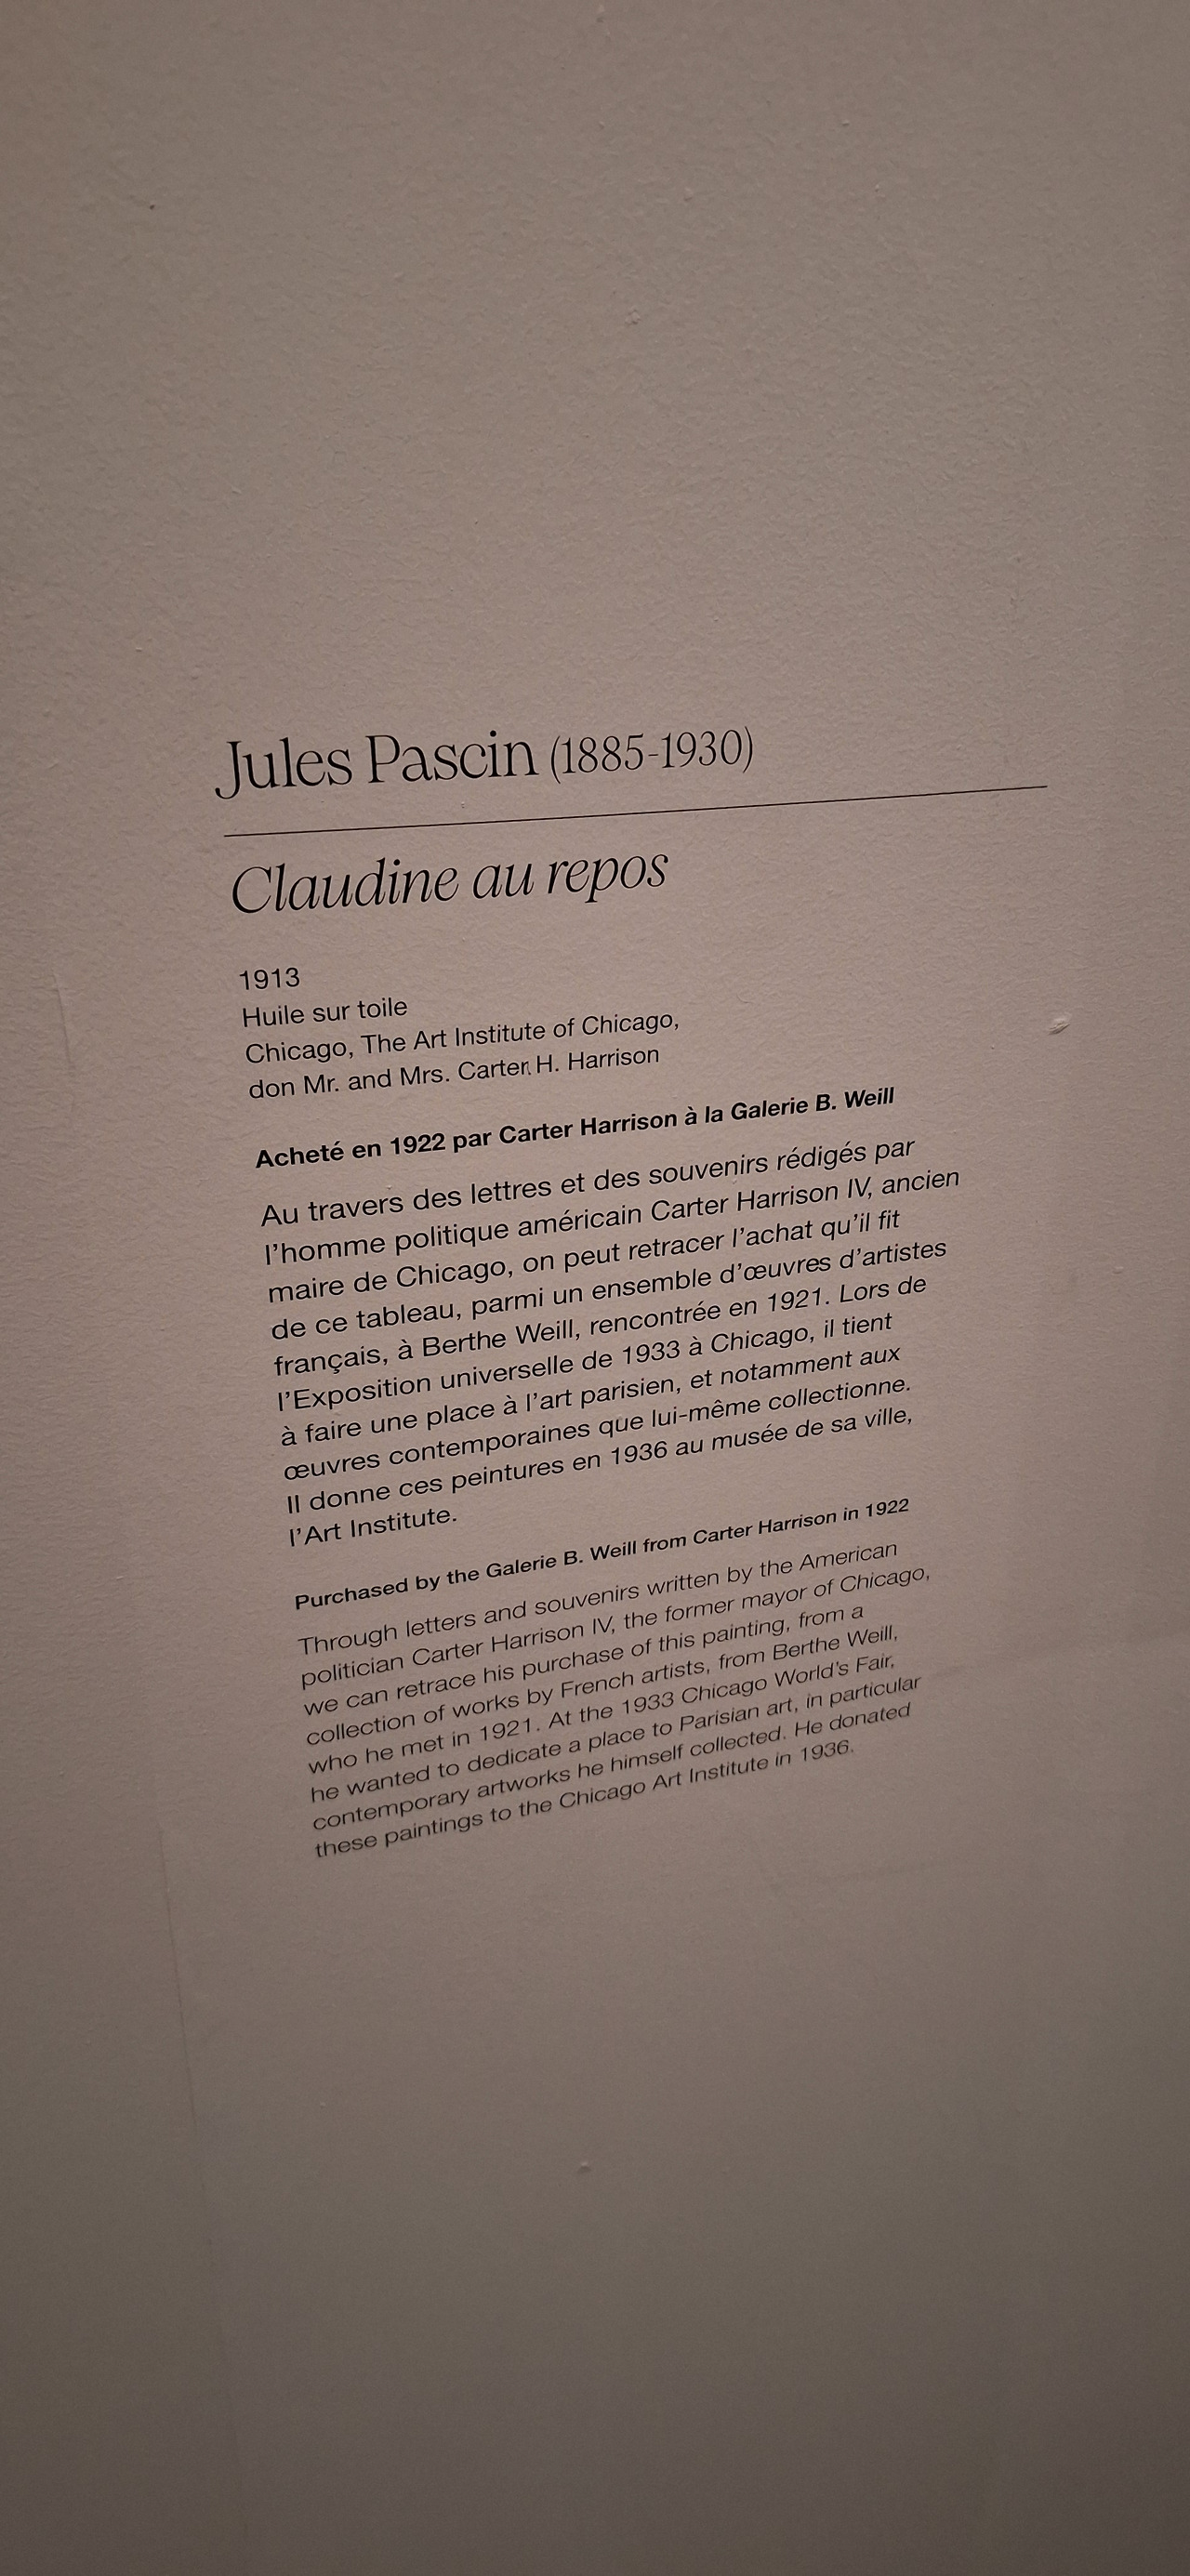 Jules Pascin (1885-1930)
Claudine au repos
1913
Huile sur toile
Chicago, The Art Institute of Chicago,
don Mr. and Mrs. Carter H. Harrison
Acheté en 1922 par Carter Harrison à la Galerie B. Weill
Au travers des lettres et des souvenirs rédigés par
l'homme politique américain Carter Harrison IV, ancien
maire de Chicago, on peut retracer l'achat qu'il fit
de ce tableau, parmi un ensemble d'œuvres d'artistes
français, à Berthe Weill, rencontrée en 1921. Lors de
l'Exposition universelle de 1933 à Chicago, il tient
à faire une place à l'art parisien, et notamment aux
œuvres contemporaines que lui-même collectionne.
Il donne ces peintures en 1936 au musée de sa ville,
l'Art Institute.
Purchased by the Galerie B. Weill from Carter Harrison in 1922
Through letters and souvenirs written by the American
politician Carter Harrison IV, the former mayor of Chicago,
we can retrace his purchase of this painting, from a
collection of works by French artists, from Berthe Weill,
who he met in 1921. At the 1933 Chicago World's Fair,
he wanted to dedicate a place to Parisian art, in particular
contemporary artworks he himself collected. He donated
these paintings to the Chicago Art Institute in 1936.